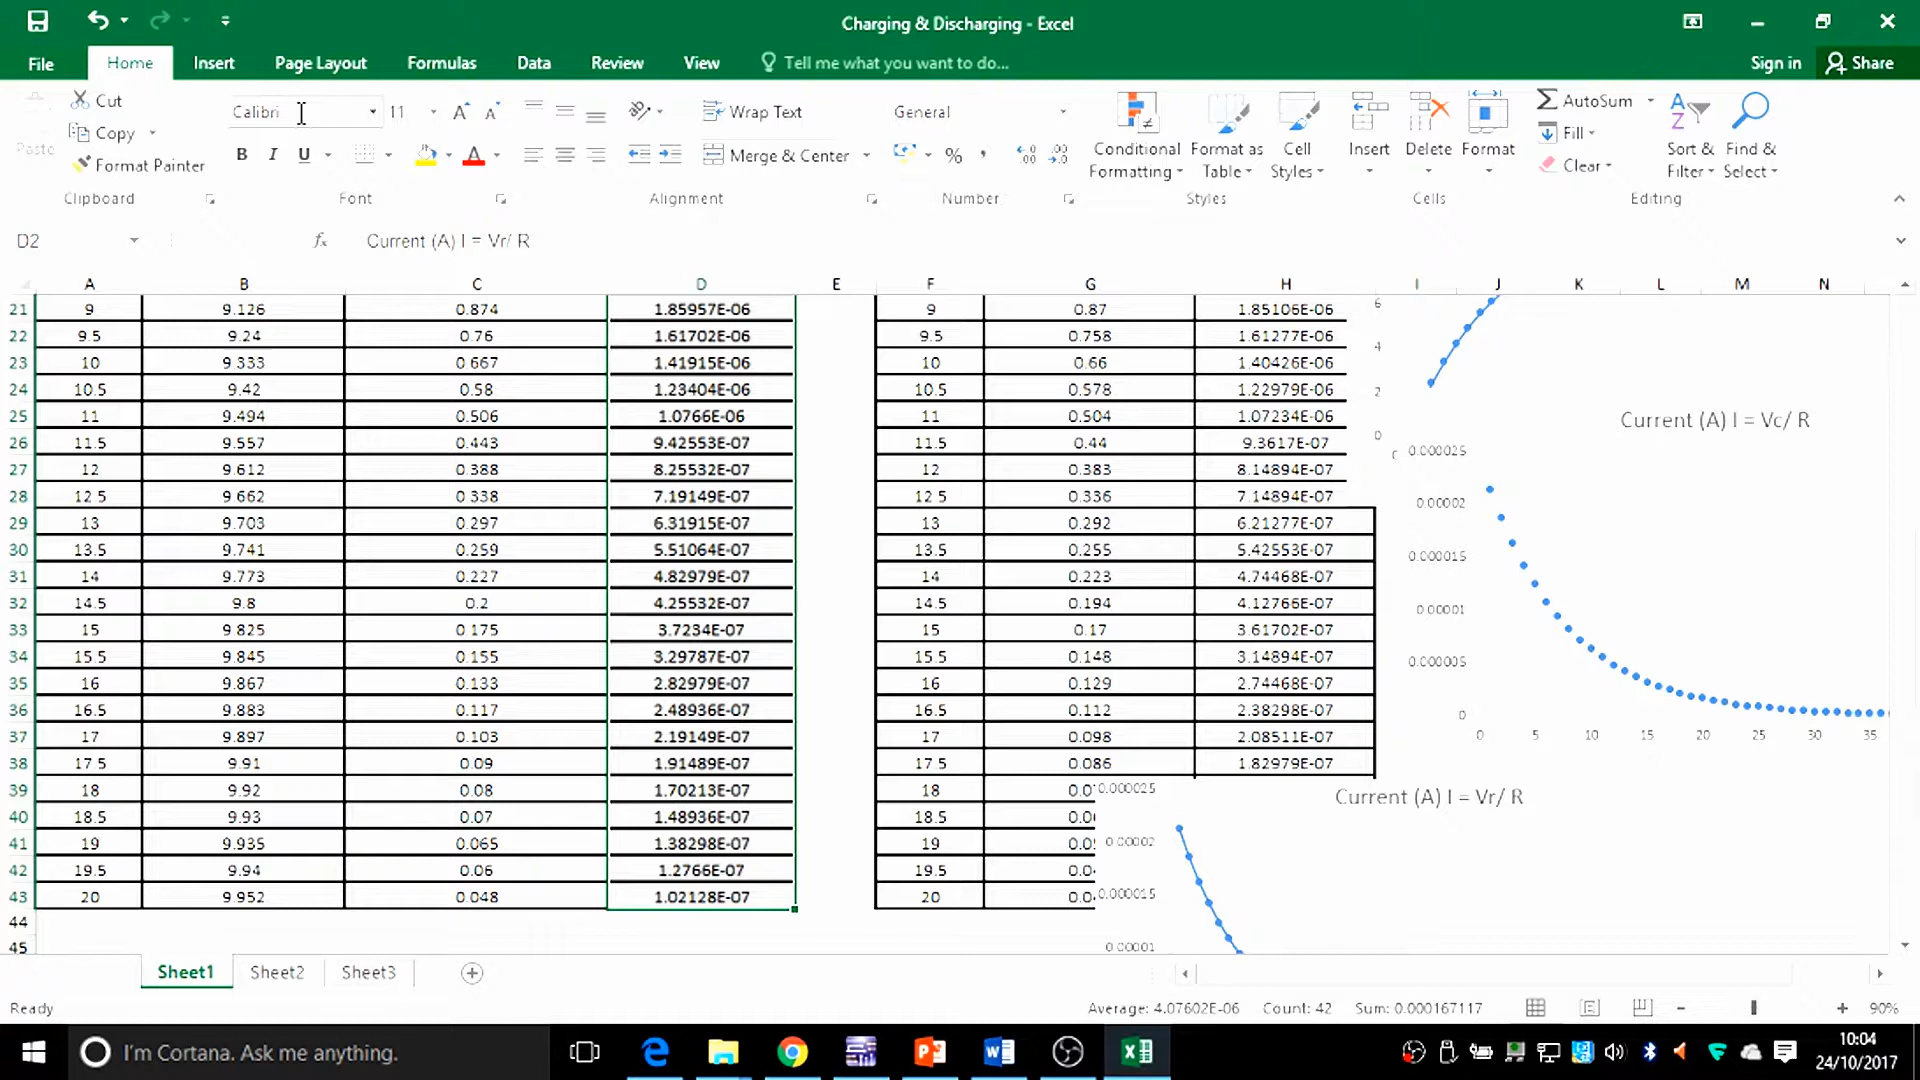 Charging & Discharging - Excel
File Home Insert Page Layout Formulas Data Review View Tell me what you want to do... Sign in Share
Cut
Copy
Format Painter
Paste
Calibri 11
B I U A
Wrap Text
Merge & Center
General
%
Conditional Formatting
Format as Table
Cell Styles
Insert
Delete
Format
AutoSum
Fill
Clear
Sort & Filter
Find & Select
Clipboard Font Alignment Number Styles Cells Editing
D2 fx Current (A) I = Vr/ R
A B C D E F G H I J K L M N
21 9 9.126 0.874 1.85957E-06 9 0.87 1.85106E-06
22 9.5 9.24 0.76 1.61702E-06 9.5 0.758 1.61277E-06
23 10 9.333 0.667 1.41915E-06 10 0.66 1.40426E-06
24 10.5 9.42 0.58 1.23404E-06 10.5 0.578 1.22979E-06
25 11 9.494 0.506 1.0766E-06 11 0.504 1.07234E-06
26 11.5 9.557 0.443 9.42553E-07 11.5 0.44 9.3617E-07
27 12 9.612 0.388 8.25532E-07 12 0.383 8.14894E-07
28 12.5 9.662 0.338 7.19149E-07 12.5 0.336 7.14894E-07
29 13 9.703 0.297 6.31915E-07 13 0.292 6.21277E-07
30 13.5 9.741 0.259 5.51064E-07 13.5 0.255 5.42553E-07
31 14 9.773 0.227 4.82979E-07 14 0.223 4.74468E-07
32 14.5 9.8 0.2 4.25532E-07 14.5 0.194 4.12766E-07
33 15 9.825 0.175 3.7234E-07 15 0.17 3.61702E-07
34 15.5 9.845 0.155 3.29787E-07 15.5 0.148 3.14894E-07
35 16 9.867 0.133 2.82979E-07 16 0.129 2.74468E-07
36 16.5 9.883 0.117 2.48936E-07 16.5 0.112 2.38298E-07
37 17 9.897 0.103 2.19149E-07 17 0.098 2.08511E-07
38 17.5 9.91 0.09 1.91489E-07 17.5 0.086 1.82979E-07
39 18 9.92 0.08 1.70213E-07 18
40 18.5 9.93 0.07 1.48936E-07 18.5
41 19 9.935 0.065 1.38298E-07 19
42 19.5 9.94 0.06 1.2766E-07 19.5
43 20 9.952 0.048 1.02128E-07 20
44
45
6
4
2
0
Current (A) I = Vc/ R
0.000025
0.00002
0.000015
0.00001
0.000005
0
0 5 10 15 20 25 30 35
Current (A) I = Vr/ R
0.000025
0.00002
0.000015
0.00001
Sheet1 Sheet2 Sheet3
Ready Average: 4.07602E-06 Count: 42 Sum: 0.000167117 90%
I'm Cortana. Ask me anything.
10:04
24/10/2017